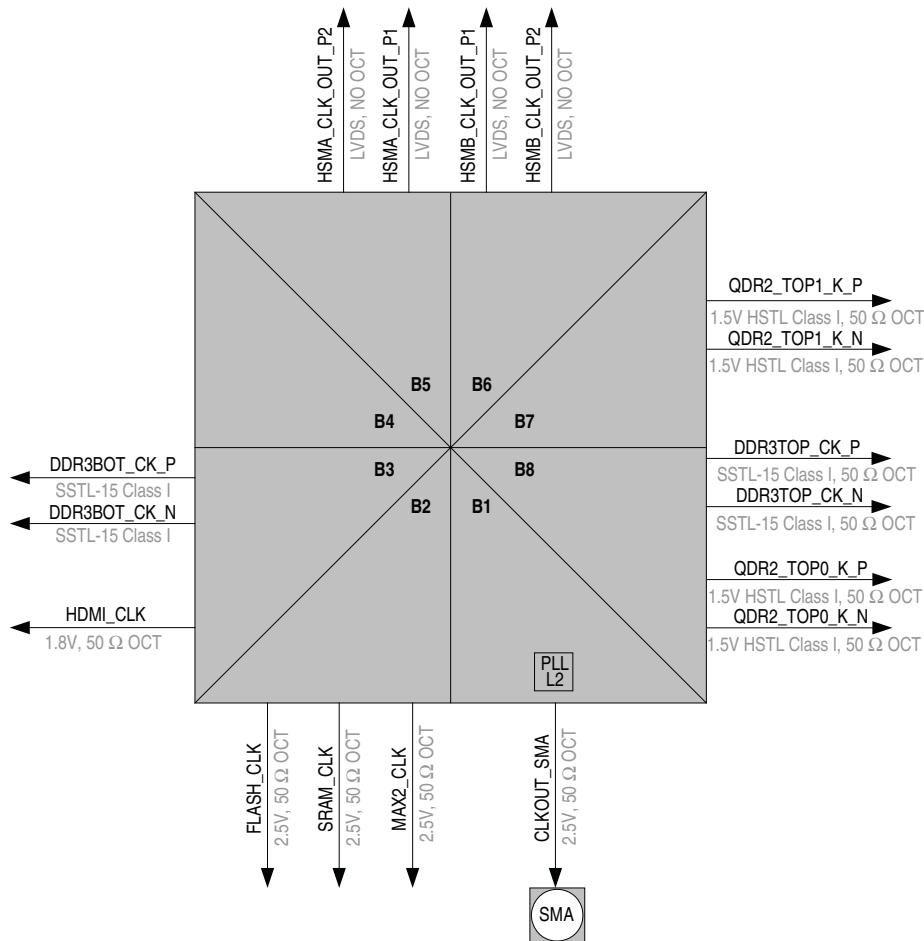 HSMA_CLK_OUT_P2
LVDS, NO OCT
HSMA_CLK_OUT_P1
LVDS, NO OCT
HSMB_CLK_OUT_P1
LVDS, NO OCT
HSMB_CLK_OUT_P2
LVDS, NO OCT
QDR2_TOP1_K_P
1.5V HSTL Class I, 50 Ω OCT
QDR2_TOP1_K_N
1.5V HSTL Class I, 50 Ω OCT
B5
B6
B4
B7
B3
B8
B2
B1
DDR3BOT_CK_P
SSTL-15 Class I
DDR3BOT_CK_N
SSTL-15 Class I
HDMI_CLK
1.8V, 50 Ω OCT
DDR3TOP_CK_P
SSTL-15 Class I, 50 Ω OCT
DDR3TOP_CK_N
SSTL-15 Class I, 50 Ω OCT
QDR2_TOP0_K_P
1.5V HSTL Class I, 50 Ω OCT
QDR2_TOP0_K_N
1.5V HSTL Class I, 50 Ω OCT
PLL
L2
FLASH_CLK
2.5V, 50 Ω OCT
SRAM_CLK
2.5V, 50 Ω OCT
MAX2_CLK
2.5V, 50 Ω OCT
CLKOUT_SMA
2.5V, 50 Ω OCT
SMA